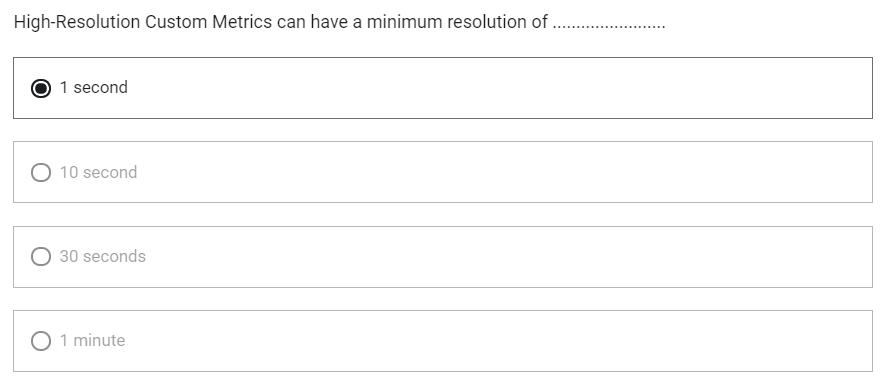 High-Resolution Custom Metrics can have a minimum resolution of ........................
1 second
10 second
30 seconds
1 minute